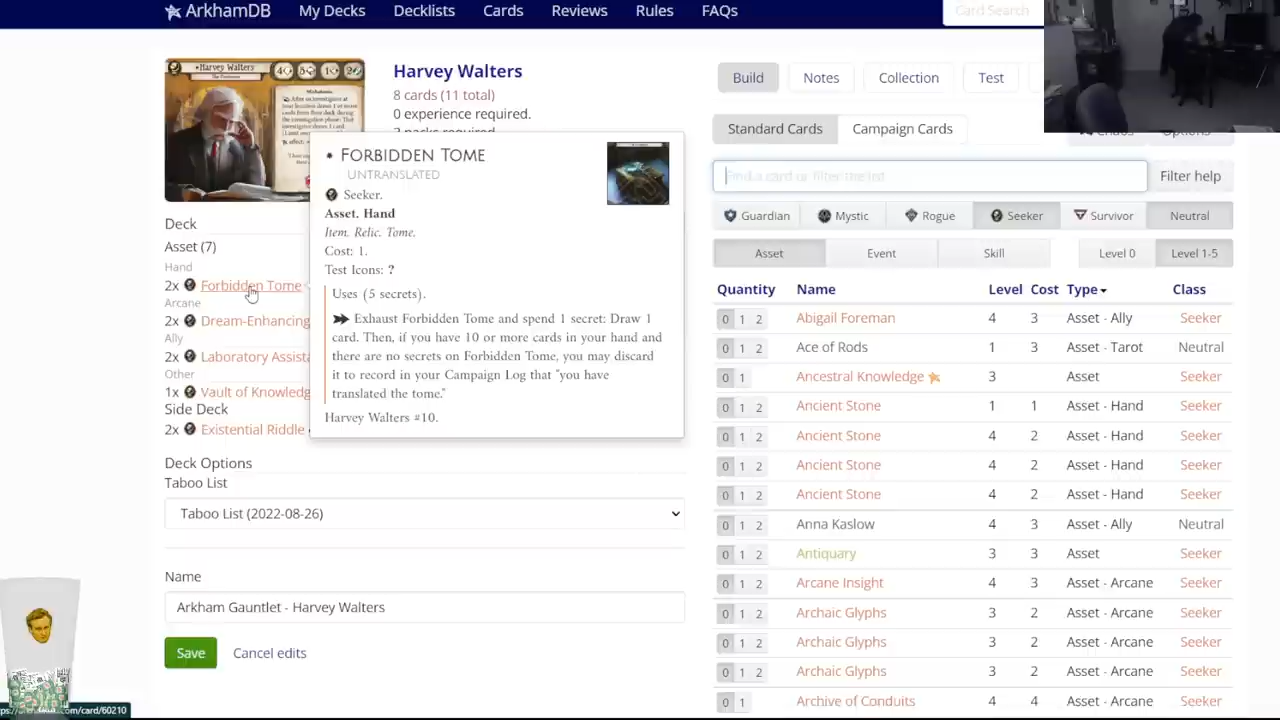 ArkhamDB My Decks Decklists Cards Reviews Rules FAQs Card Search
Harvey Walters
8 cards (11 total)
0 experience required.
Harvey Walters
Build Notes Collection Test
Standard Cards Campaign Cards
Options
Find a card or filter the list
Filter help
Guardian Mystic Rogue Seeker Survivor Neutral
Asset Event Skill Level 0 Level 1-5
FORBIDDEN TOME
UNTRANSLATED
Seeker.
Asset. Hand
Item. Relic. Tome.
Cost: 1.
Test Icons: ?
Uses (5 secrets).
Exhaust Forbidden Tome and spend 1 secret: Draw 1
card. Then, if you have 10 or more cards in your hand and
there are no secrets on Forbidden Tome, you may discard
it to record in your Campaign Log that "you have
translated the tome."
Harvey Walters #10.
Deck
Asset (7)
Hand
2x Forbidden Tome
Arcane
2x Dream-Enhancing
Ally
2x Laboratory Assista
Other
1x Vault of Knowledg
Side Deck
2x Existential Riddle
Deck Options
Taboo List
Taboo List (2022-08-26)
Name
Arkham Gauntlet - Harvey Walters
Save Cancel edits
Quantity Name Level Cost Type Class
0 1 2 Abigail Foreman 4 3 Asset - Ally Seeker
0 1 2 Ace of Rods 1 3 Asset - Tarot Neutral
0 1 Ancestral Knowledge 3 Asset Seeker
0 1 2 Ancient Stone 1 1 Asset - Hand Seeker
0 1 2 Ancient Stone 4 2 Asset - Hand Seeker
0 1 2 Ancient Stone 4 2 Asset - Hand Seeker
0 1 2 Ancient Stone 4 2 Asset - Hand Seeker
0 1 2 Anna Kaslow 4 3 Asset - Ally Neutral
0 1 2 Antiquary 3 3 Asset Seeker
0 1 2 Arcane Insight 4 3 Asset - Arcane Seeker
0 1 2 Archaic Glyphs 3 2 Asset - Arcane Seeker
0 1 2 Archaic Glyphs 3 2 Asset - Arcane Seeker
0 1 2 Archaic Glyphs 3 2 Asset - Arcane Seeker
0 1 Archive of Conduits 4 4 Asset - Arcane Seeker
.com/card/60210